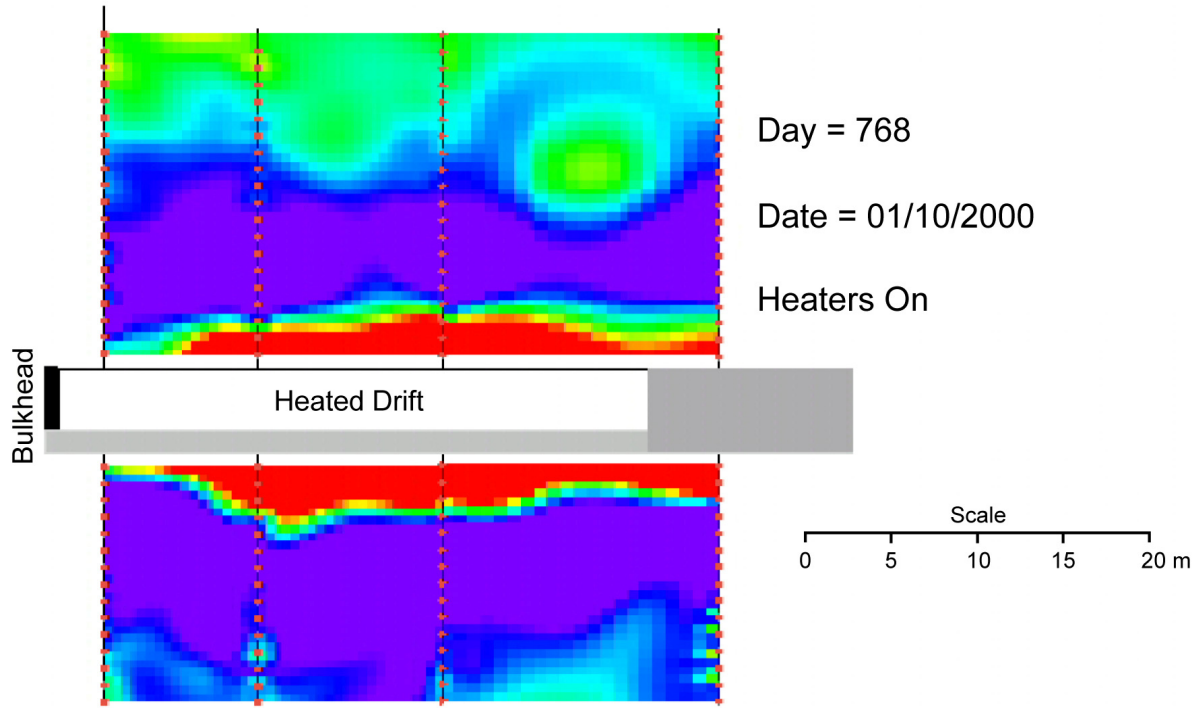 Day = 768
Date = 01/10/2000
Heaters On
Bulkhead
Heated Drift
Scale
0 5 10 15 20 m